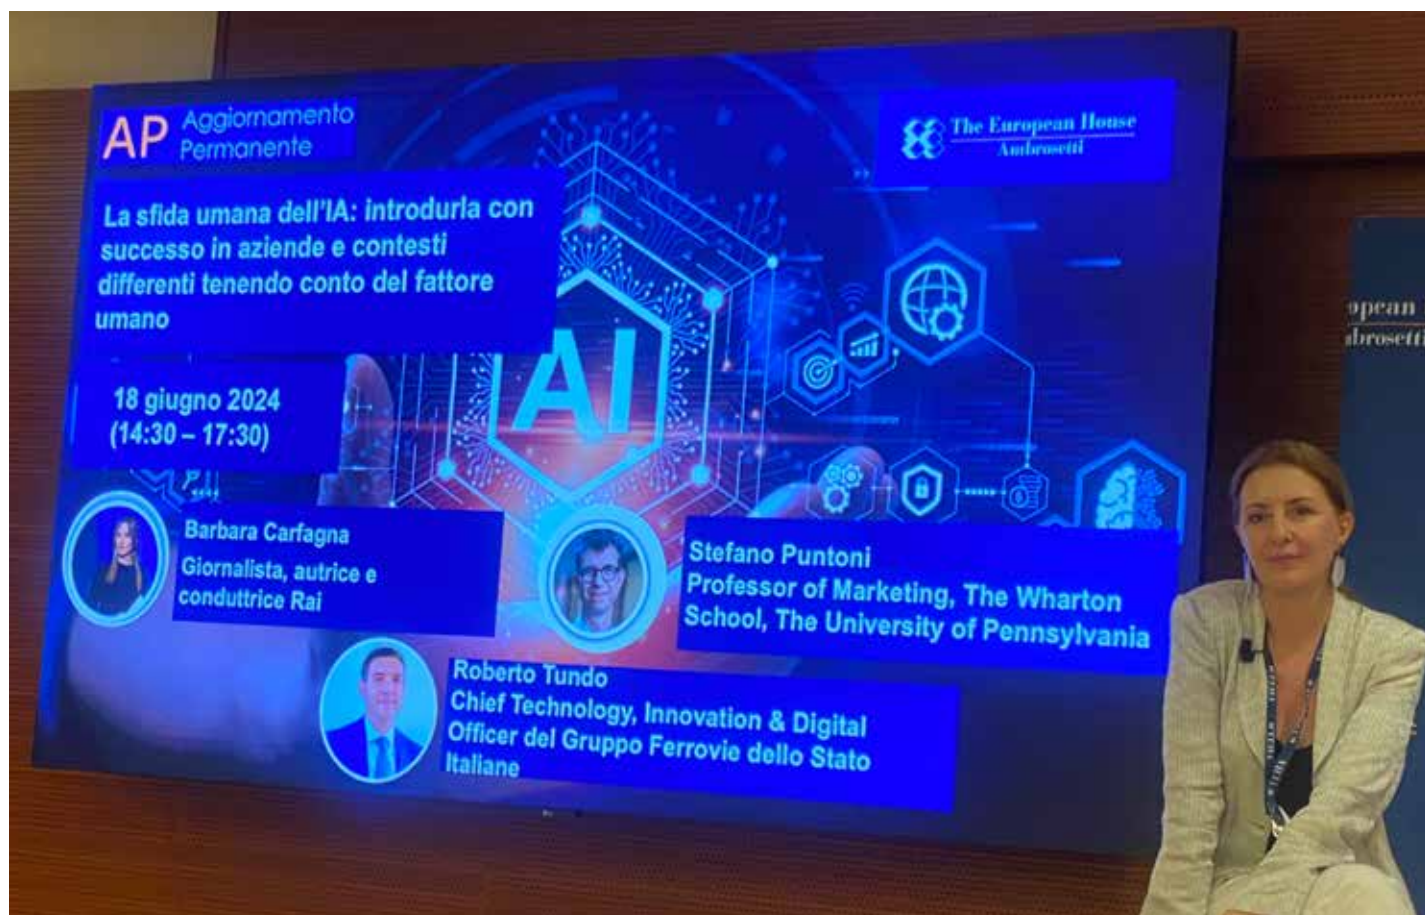 AP Aggiornamento
Permanente
The European House
Ambrosetti
La sfida umana dell'IA: introdurla con
successo in aziende e contesti
differenti tenendo conto del fattore
umano
AI
18 giugno 2024
(14:30 – 17:30)
Barbara Carfagna
Giornalista, autrice e
conduttrice Rai
Stefano Puntoni
Professor of Marketing, The Wharton
School, The University of Pennsylvania
Roberto Tundo
Chief Technology, Innovation & Digital
Officer del Gruppo Ferrovie dello Stato
Italiane
opean
mbrosetti